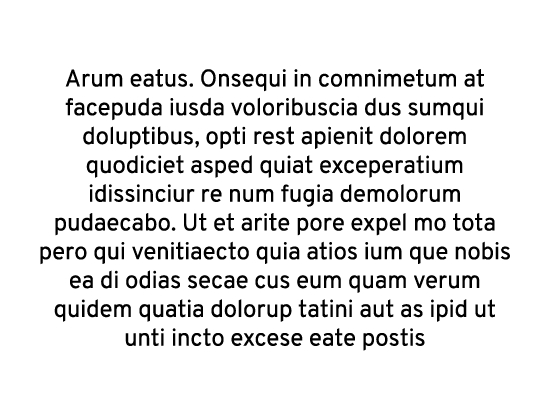 Arum eatus. Onsequi in comnimetum at
facepuda iusda voloribuscia dus sumqui
doluptibus, opti rest apienit dolorem
quodiciet asped quiat exceperatium
idissinciur re num fugia demolorum
pudaecabo. Ut et arite pore expel mo tota
pero qui venitiaecto quia atios ium que nobis
ea di odias secae cus eum quam verum
quidem quatia dolorup tatini aut as ipid ut
unti incto excese eate postis